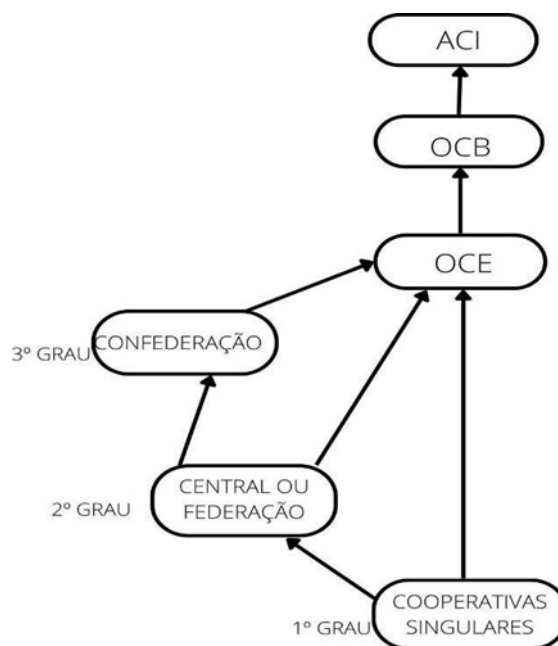 ACI
OCB
OCE
3º GRAU
CONFEDERAÇÃO
2º GRAU
CENTRAL OU
FEDERAÇÃO
1º GRAU
COOPERATIVAS
SINGULARES